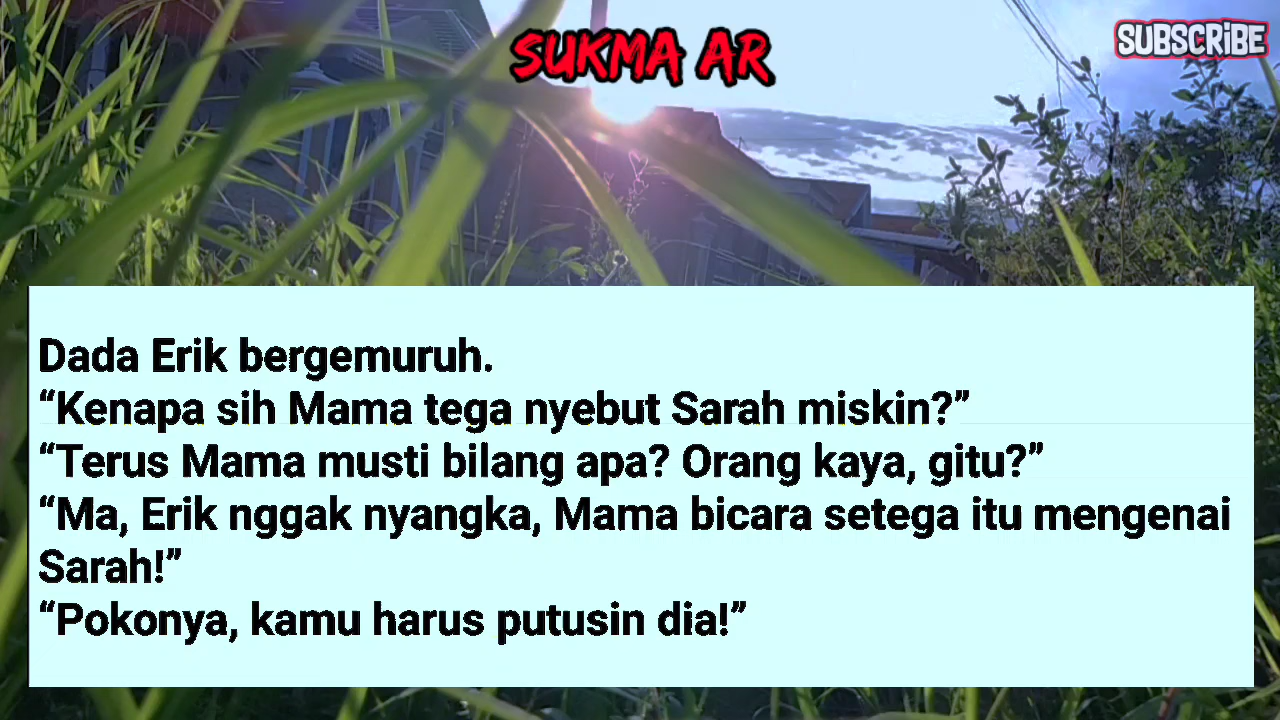 SUKMA AR
SUBSCRIBE
Dada Erik bergemuruh.
“Kenapa sih Mama tega nyebut Sarah miskin?”
“Terus Mama musti bilang apa? Orang kaya, gitu?”
“Ma, Erik nggak nyangka, Mama bicara setega itu mengenai
Sarah!”
“Pokonya, kamu harus putusin dia!”